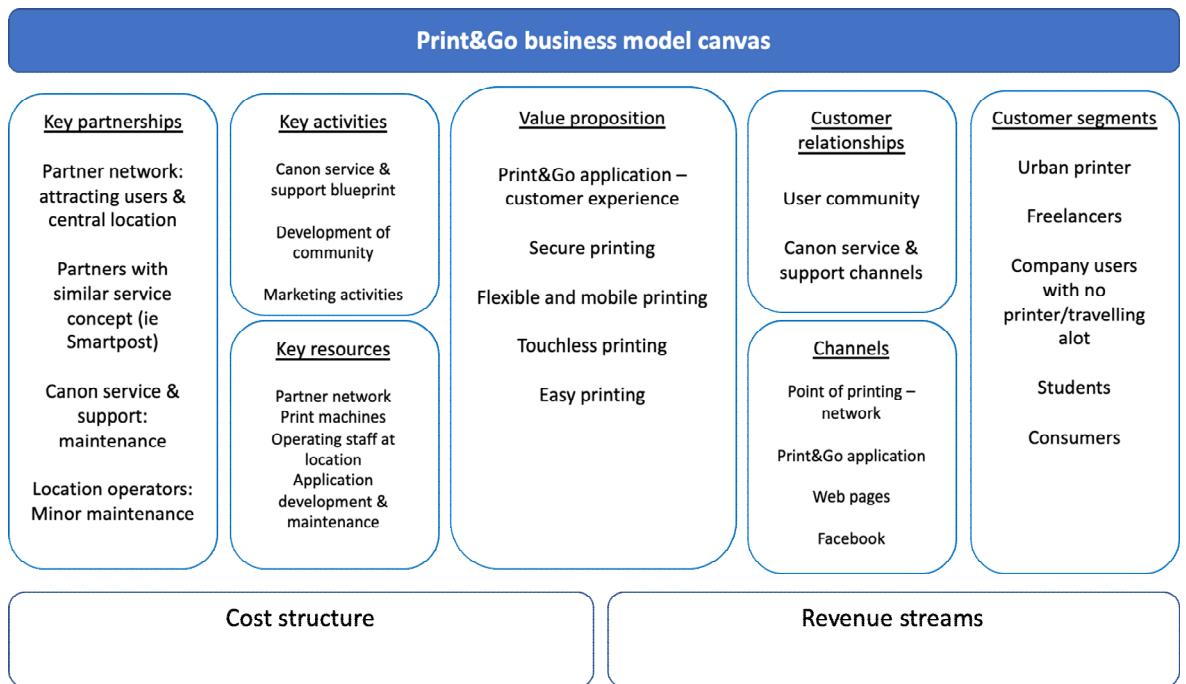 Print&Go business model canvas
Key partnerships
Partner network:
attracting users &
central location
Partners with
similar service
concept (ie
Smartpost)
Canon service &
support:
maintenance
Location operators:
Minor maintenance
Key activities
Canon service &
support blueprint
Development of
community
Marketing activities
Key resources
Partner network
Print machines
Operating staff at
location
Application
development &
maintenance
Value proposition
Print&Go application –
customer experience
Secure printing
Flexible and mobile printing
Touchless printing
Easy printing
Customer
relationships
User community
Canon service &
support channels
Channels
Point of printing –
network
Print&Go application
Web pages
Facebook
Customer segments
Urban printer
Freelancers
Company users
with no
printer/travelling
alot
Students
Consumers
Cost structure
Revenue streams